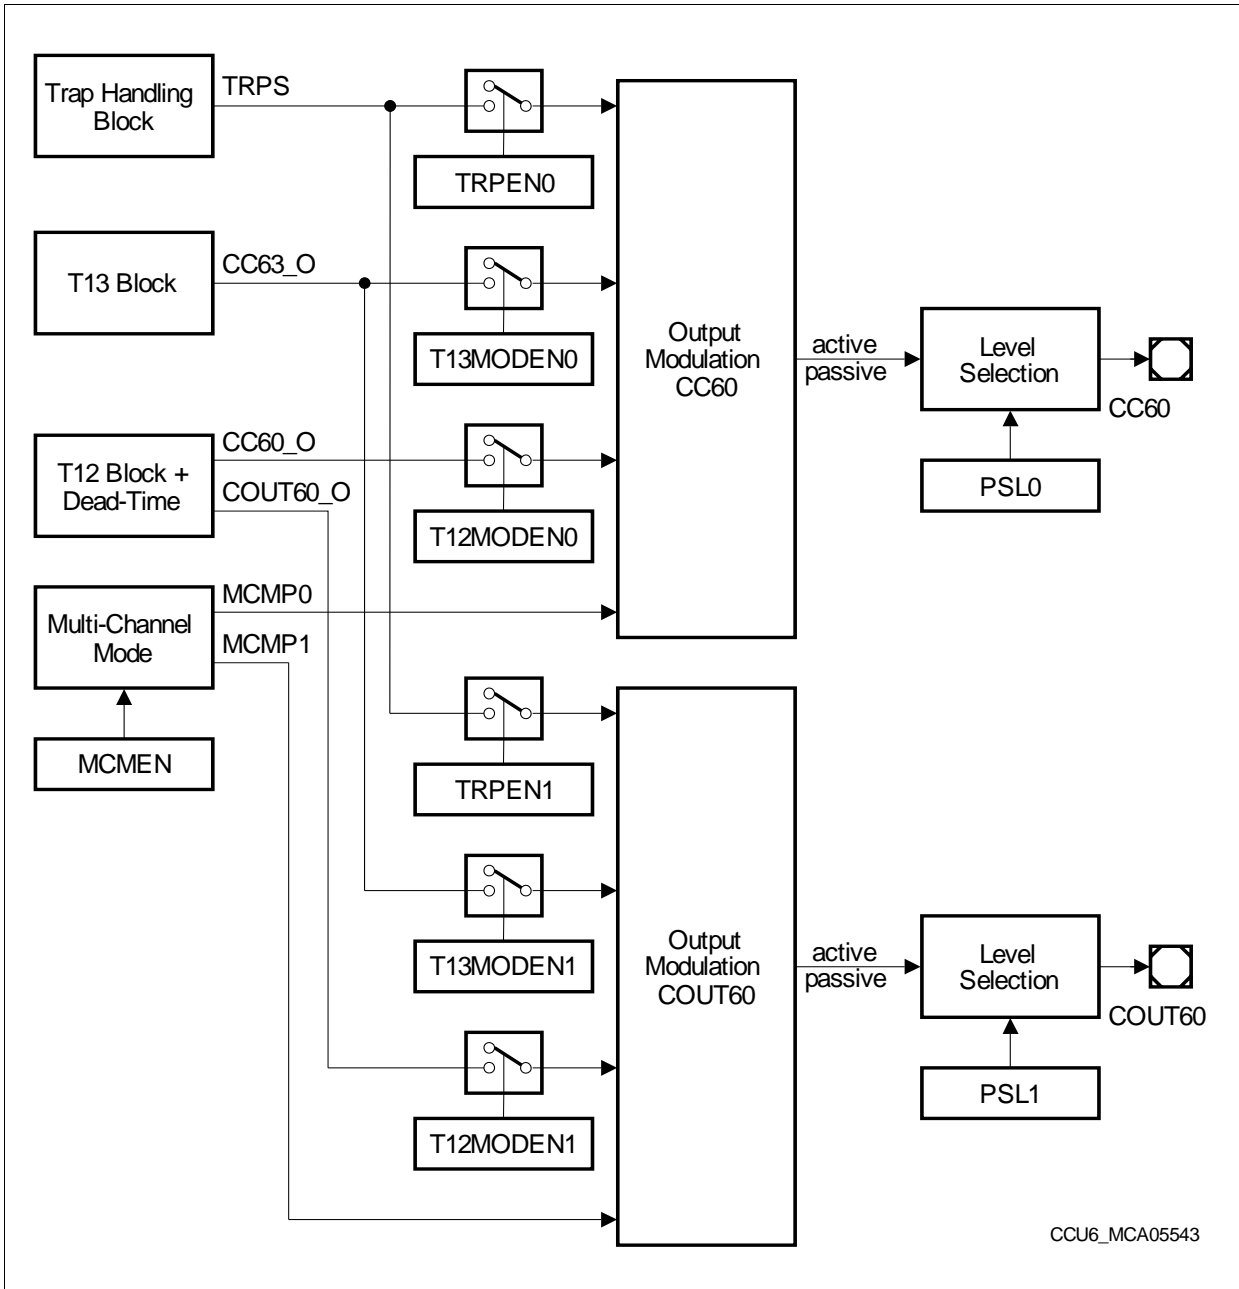 Trap Handling
Block
TRPS
TRPEN0
T13 Block
CC63_O
T13MODEN0
T12 Block +
Dead-Time
CC60_O
COUT60_O
T12MODEN0
Multi-Channel
Mode
MCMP0
MCMP1
MCMEN
Output
Modulation
CC60
active
passive
Level
Selection
CC60
PSL0
TRPEN1
T13MODEN1
T12MODEN1
Output
Modulation
COUT60
active
passive
Level
Selection
COUT60
PSL1
CCU6_MCA05543